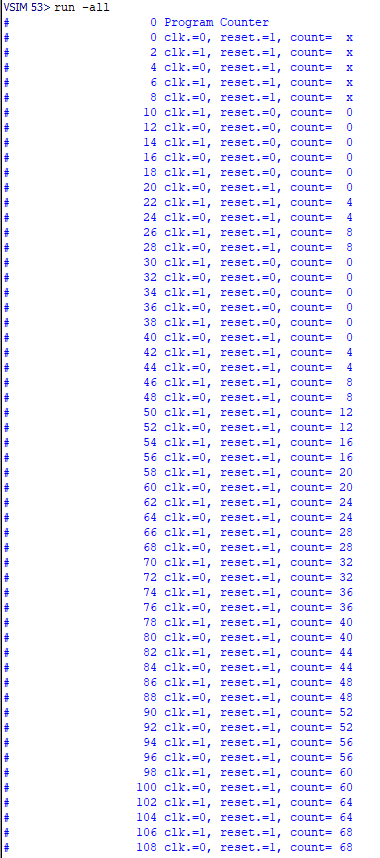 VSIM 53> run -all
# 0 Program Counter
# 0 clk.=0, reset.=1, count= x
# 2 clk.=1, reset.=1, count= x
# 4 clk.=0, reset.=1, count= x
# 6 clk.=1, reset.=1, count= x
# 8 clk.=0, reset.=1, count= x
# 10 clk.=1, reset.=0, count= 0
# 12 clk.=0, reset.=0, count= 0
# 14 clk.=1, reset.=0, count= 0
# 16 clk.=0, reset.=0, count= 0
# 18 clk.=1, reset.=0, count= 0
# 20 clk.=0, reset.=1, count= 0
# 22 clk.=1, reset.=1, count= 4
# 24 clk.=0, reset.=1, count= 4
# 26 clk.=1, reset.=1, count= 8
# 28 clk.=0, reset.=1, count= 8
# 30 clk.=1, reset.=0, count= 0
# 32 clk.=0, reset.=0, count= 0
# 34 clk.=1, reset.=0, count= 0
# 36 clk.=0, reset.=0, count= 0
# 38 clk.=1, reset.=0, count= 0
# 40 clk.=0, reset.=1, count= 0
# 42 clk.=1, reset.=1, count= 4
# 44 clk.=0, reset.=1, count= 4
# 46 clk.=1, reset.=1, count= 8
# 48 clk.=0, reset.=1, count= 8
# 50 clk.=1, reset.=1, count= 12
# 52 clk.=0, reset.=1, count= 12
# 54 clk.=1, reset.=1, count= 16
# 56 clk.=0, reset.=1, count= 16
# 58 clk.=1, reset.=1, count= 20
# 60 clk.=0, reset.=1, count= 20
# 62 clk.=1, reset.=1, count= 24
# 64 clk.=0, reset.=1, count= 24
# 66 clk.=1, reset.=1, count= 28
# 68 clk.=0, reset.=1, count= 28
# 70 clk.=1, reset.=1, count= 32
# 72 clk.=0, reset.=1, count= 32
# 74 clk.=1, reset.=1, count= 36
# 76 clk.=0, reset.=1, count= 36
# 78 clk.=1, reset.=1, count= 40
# 80 clk.=0, reset.=1, count= 40
# 82 clk.=1, reset.=1, count= 44
# 84 clk.=0, reset.=1, count= 44
# 86 clk.=1, reset.=1, count= 48
# 88 clk.=0, reset.=1, count= 48
# 90 clk.=1, reset.=1, count= 52
# 92 clk.=0, reset.=1, count= 52
# 94 clk.=1, reset.=1, count= 56
# 96 clk.=0, reset.=1, count= 56
# 98 clk.=1, reset.=1, count= 60
# 100 clk.=0, reset.=1, count= 60
# 102 clk.=1, reset.=1, count= 64
# 104 clk.=0, reset.=1, count= 64
# 106 clk.=1, reset.=1, count= 68
# 108 clk.=0, reset.=1, count= 68